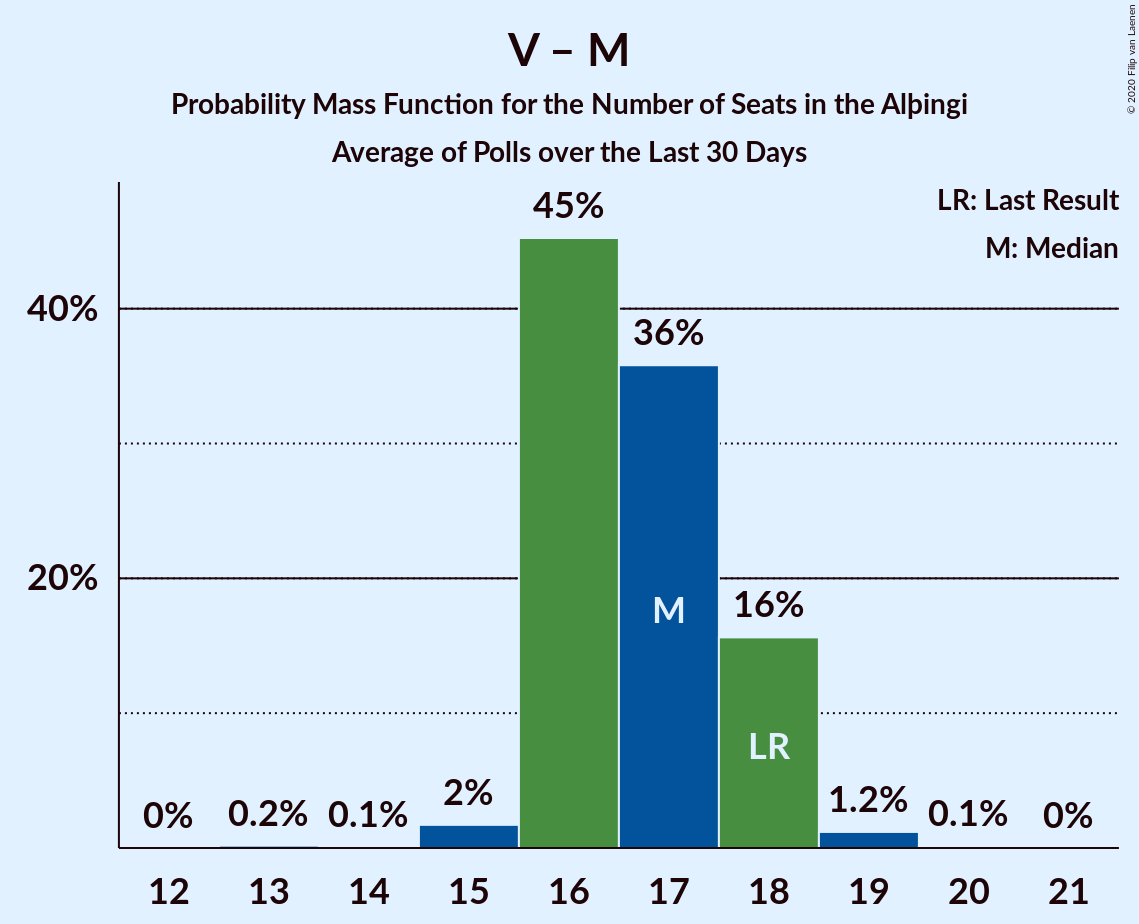 V – M
Probability Mass Function for the Number of Seats in the Alþingi
Average of Polls over the Last 30 Days
© 2020 Filip van Laenen
LR: Last Result
M: Median
45%
40%
36%
20%
M
16%
LR
0%
0.2%
0.1%
2%
1.2%
0.1%
0%
12 13 14 15 16 17 18 19 20 21